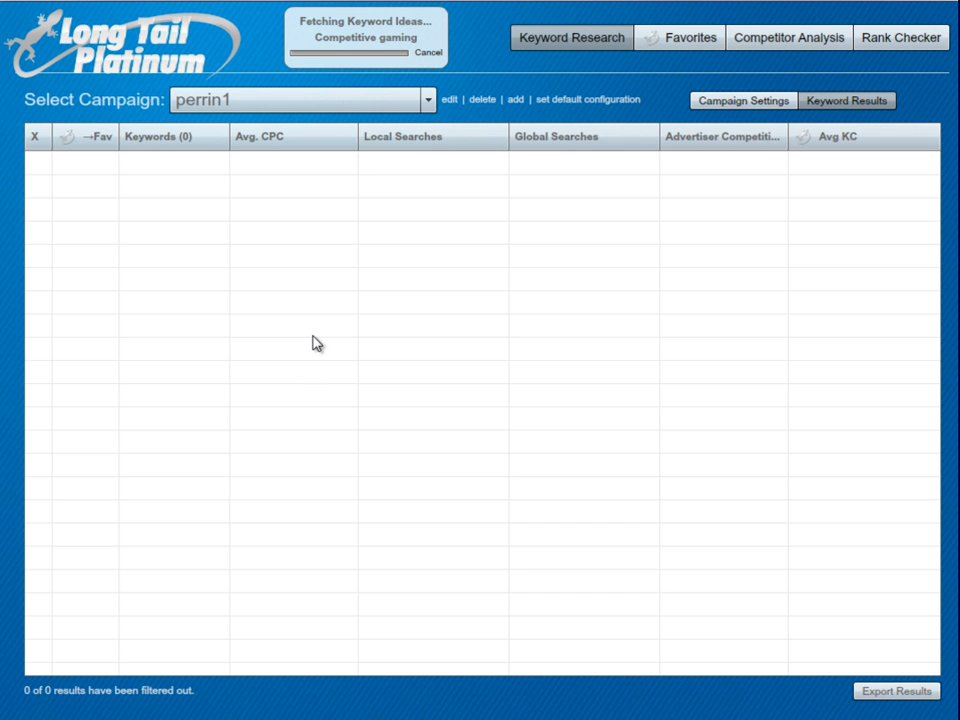 Long Tail
Platinum
Fetching Keyword Ideas...
Competitive gaming
Cancel
Keyword Research
Favorites
Competitor Analysis
Rank Checker
Select Campaign:
perrin1
edit | delete | add | set default configuration
Campaign Settings
Keyword Results
X →Fav Keywords (0) Avg. CPC Local Searches Global Searches Advertiser Competiti... Avg KC
0 of 0 results have been filtered out.
Export Results